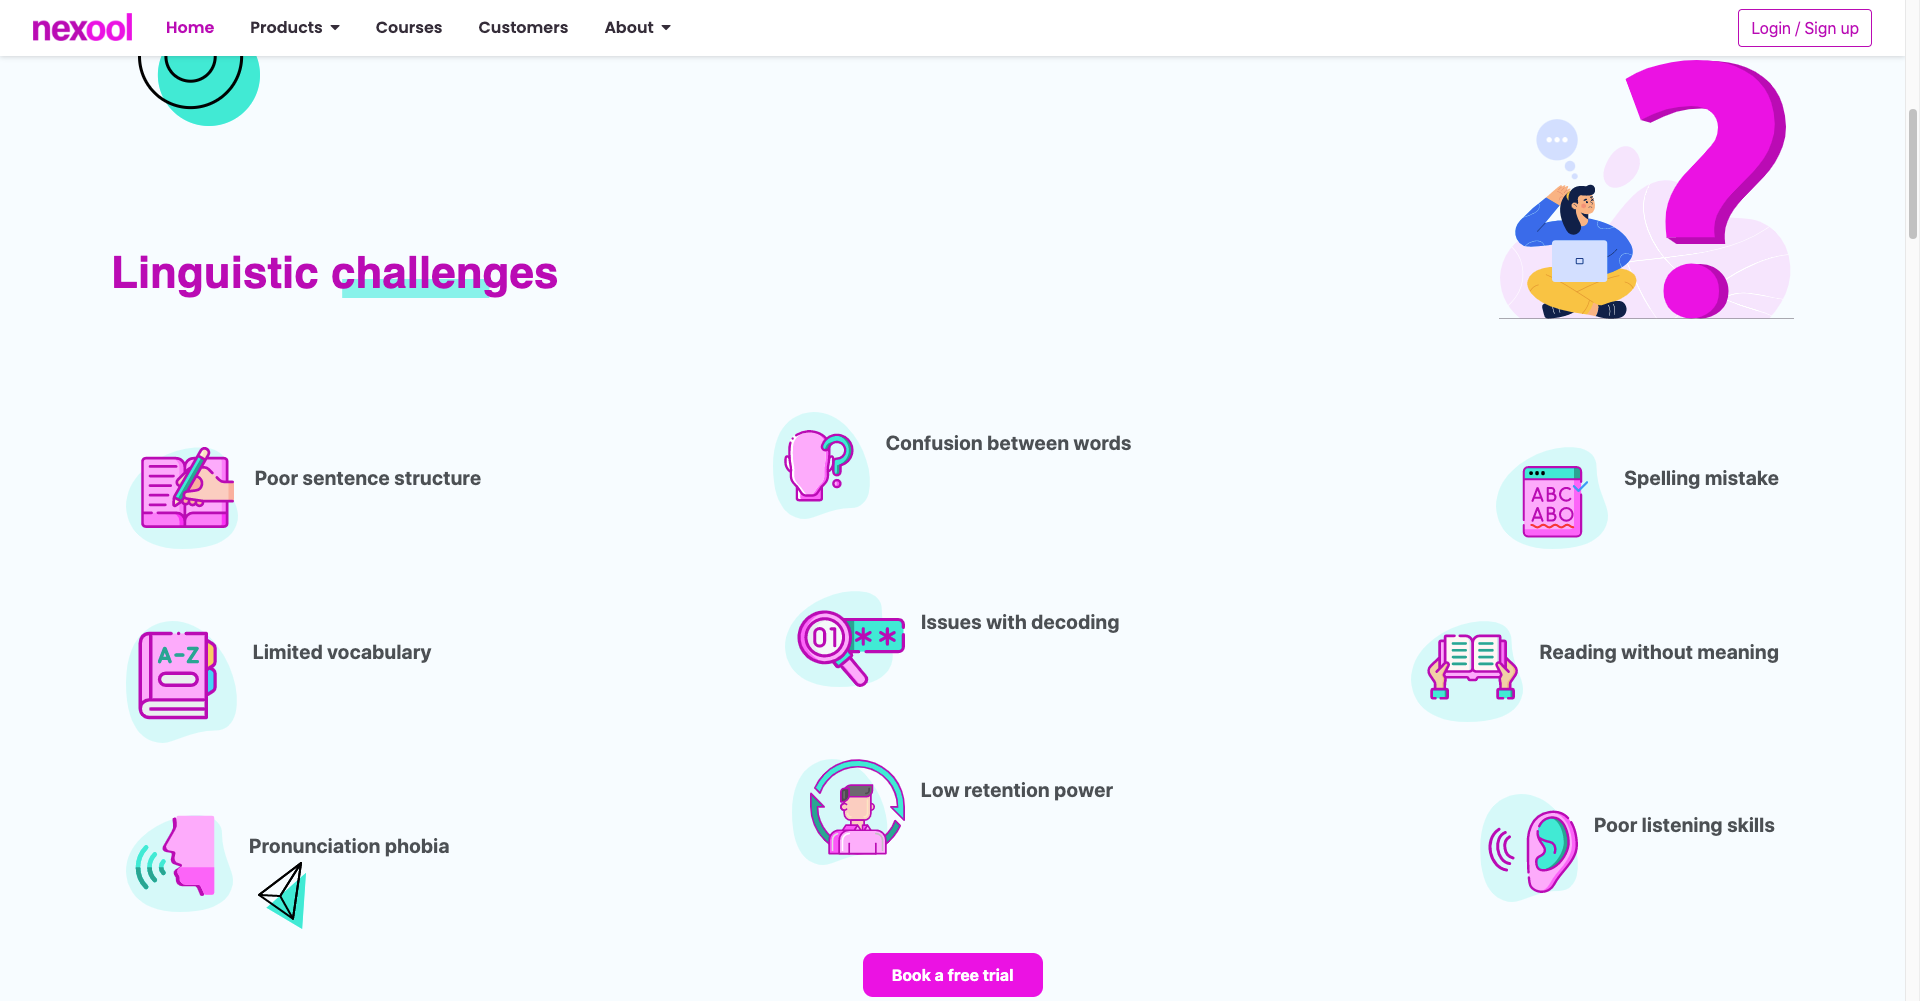 nexool
Home
Products
Courses
Customers
About
Login / Sign up
Linguistic challenges
Poor sentence structure
Confusion between words
Spelling mistake
ABC
ABO
Limited vocabulary
A-Z
Issues with decoding
01**
Reading without meaning
Pronunciation phobia
Low retention power
Poor listening skills
Book a free trial